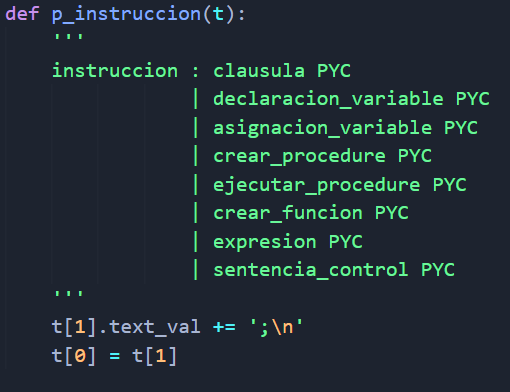 def p_instruccion(t):
    '''
    instruccion : clausula PYC
                | declaracion_variable PYC
                | asignacion_variable PYC
                | crear_procedure PYC
                | ejecutar_procedure PYC
                | crear_funcion PYC
                | expresion PYC
                | sentencia_control PYC
    '''
    t[1].text_val += ';\n'
    t[0] = t[1]